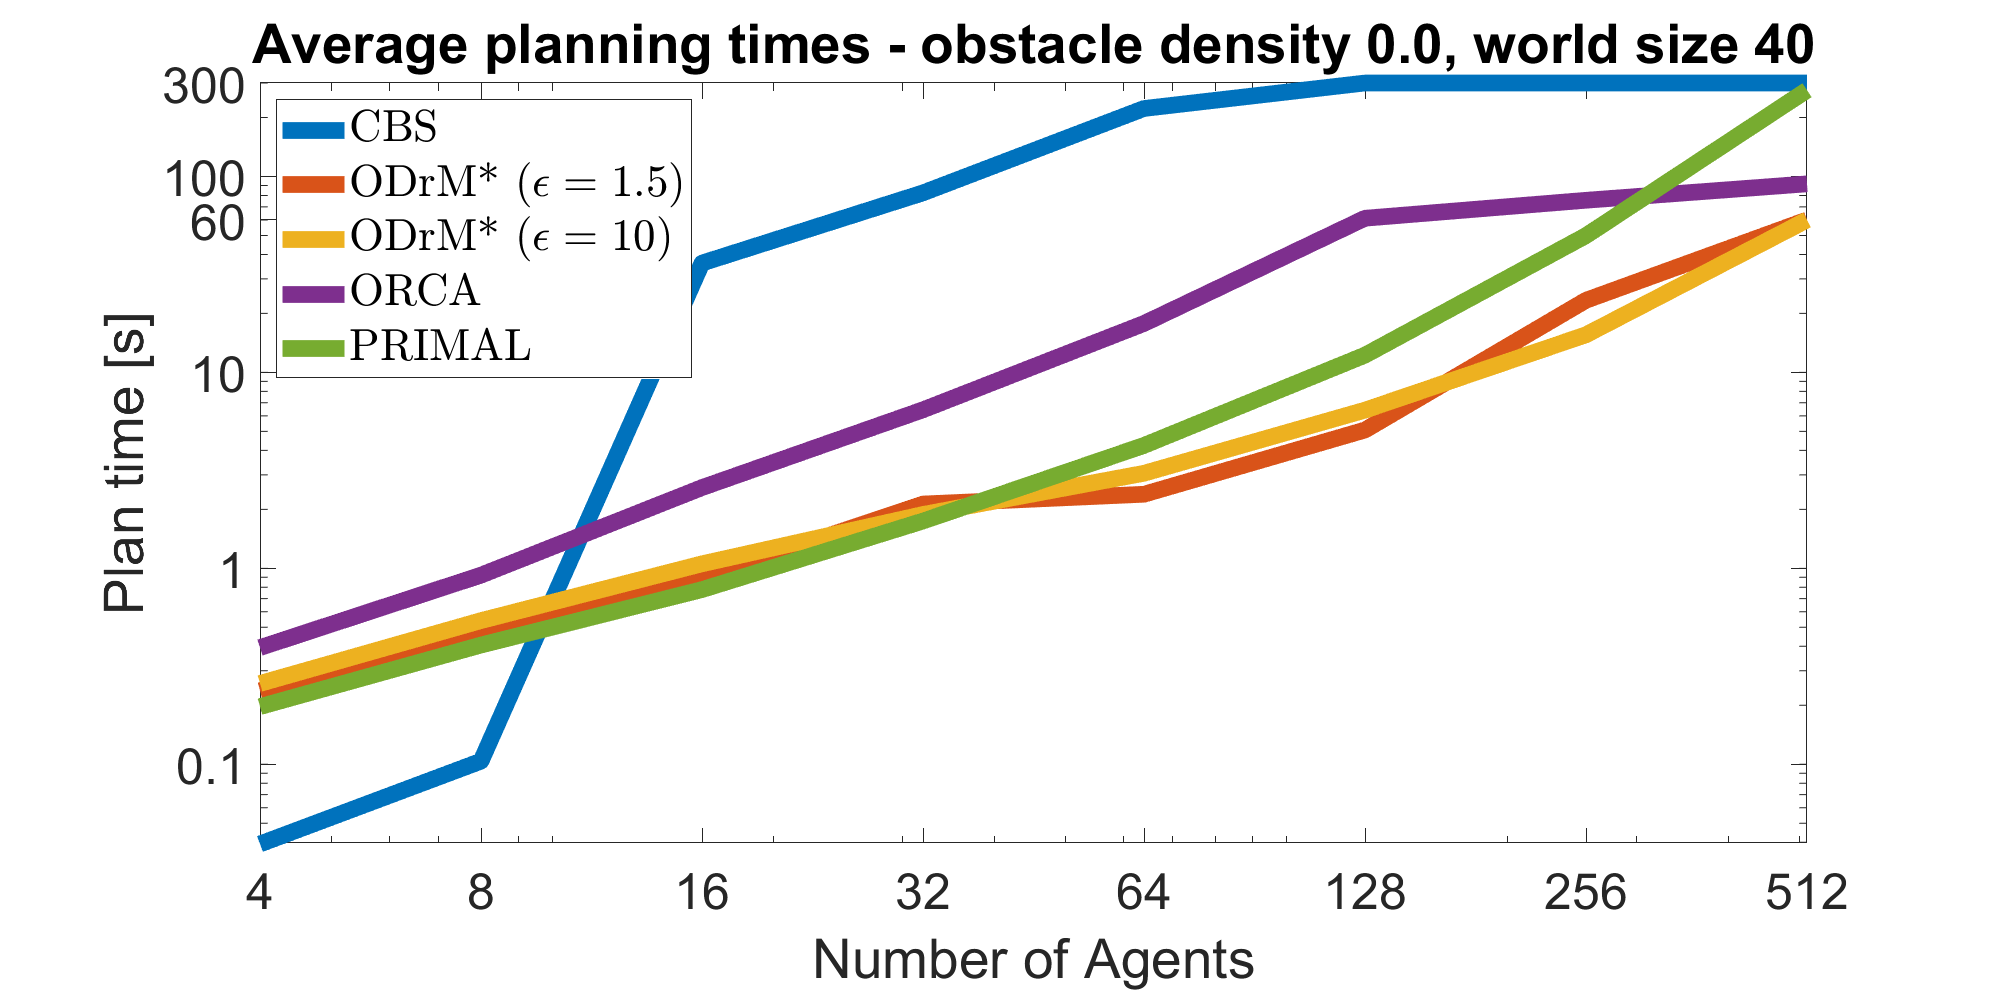 Average planning times - obstacle density 0.0, world size 40
300
100
60
10
1
0.1
Plan time [s]
CBS
ODrM* (ϵ = 1.5)
ODrM* (ϵ = 10)
ORCA
PRIMAL
4 8 16 32 64 128 256 512
Number of Agents